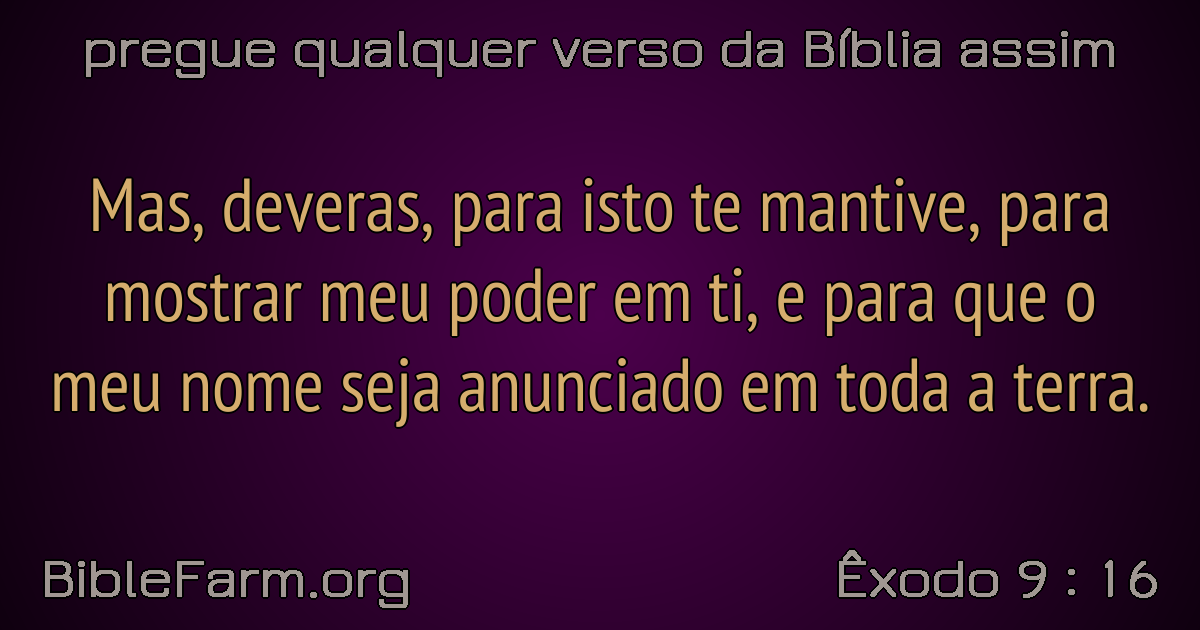 pregue qualquer verso da Bíblia assim
Mas, deveras, para isto te mantive, para
mostrar meu poder em ti, e para que o
meu nome seja anunciado em toda a terra.
BibleFarm.org
Êxodo 9 : 16